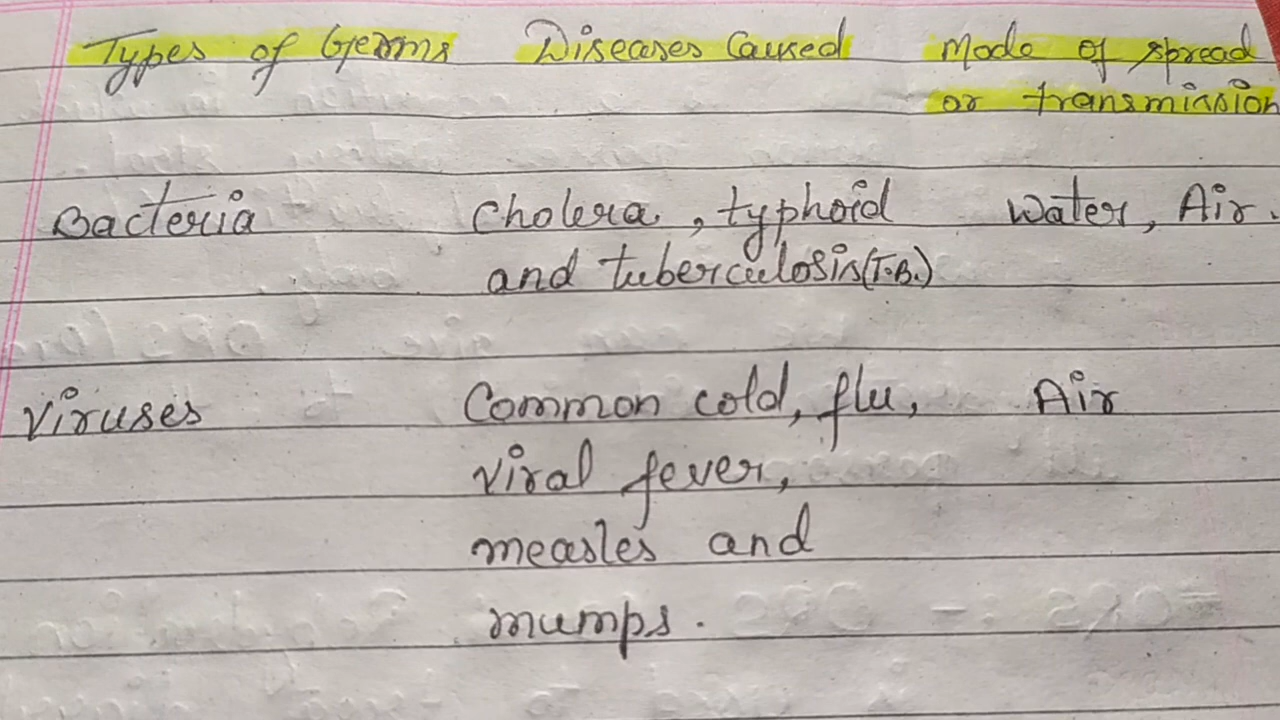 Types of Germs Diseases Caused Mode of spread
or transmission
Bacteria Cholera, typhoid Water, Air.
and tuberculosis (T.B.)
Viruses Common cold, flu, Air
viral fever,
measles and
mumps.